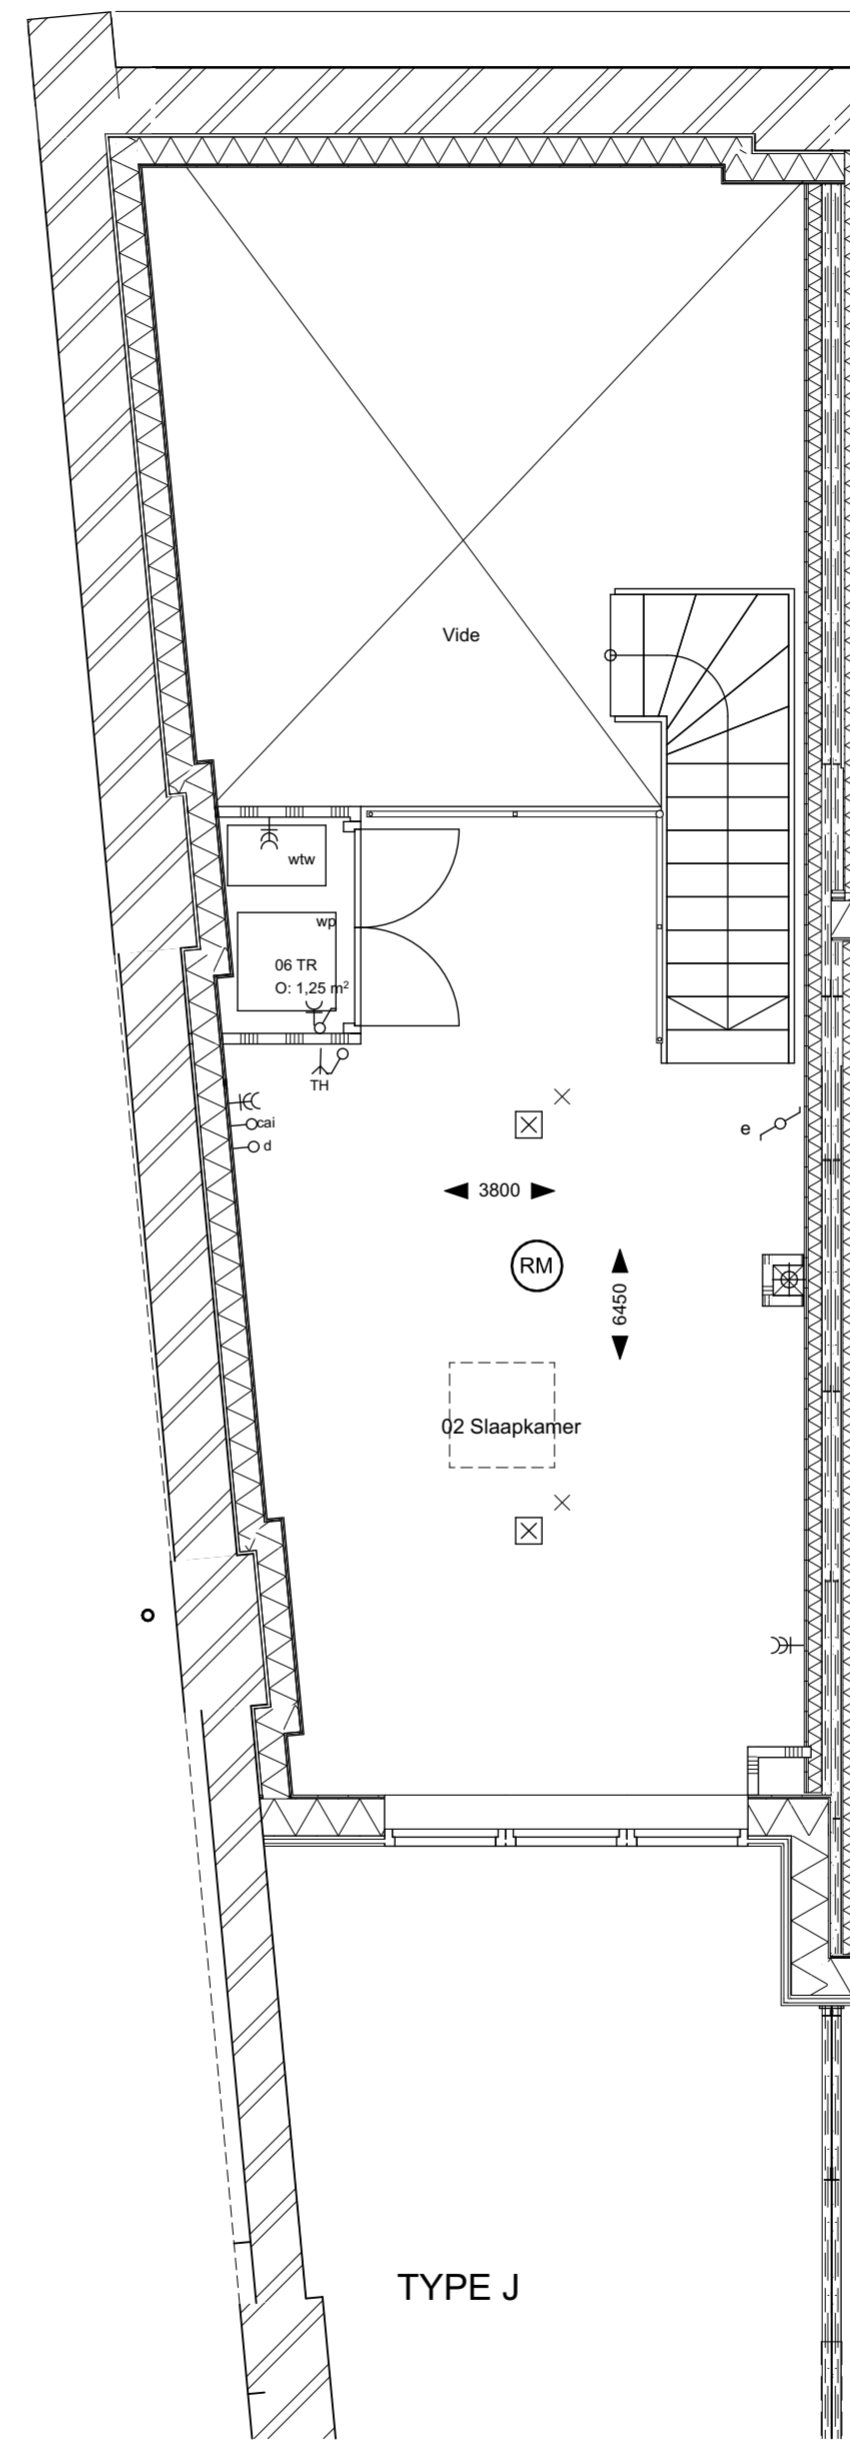 Vide
wtw
wp
06 TR
O: 1,25 m²
TH
cai
d
e
3800
RM
6450
02 Slaapkamer
TYPE J